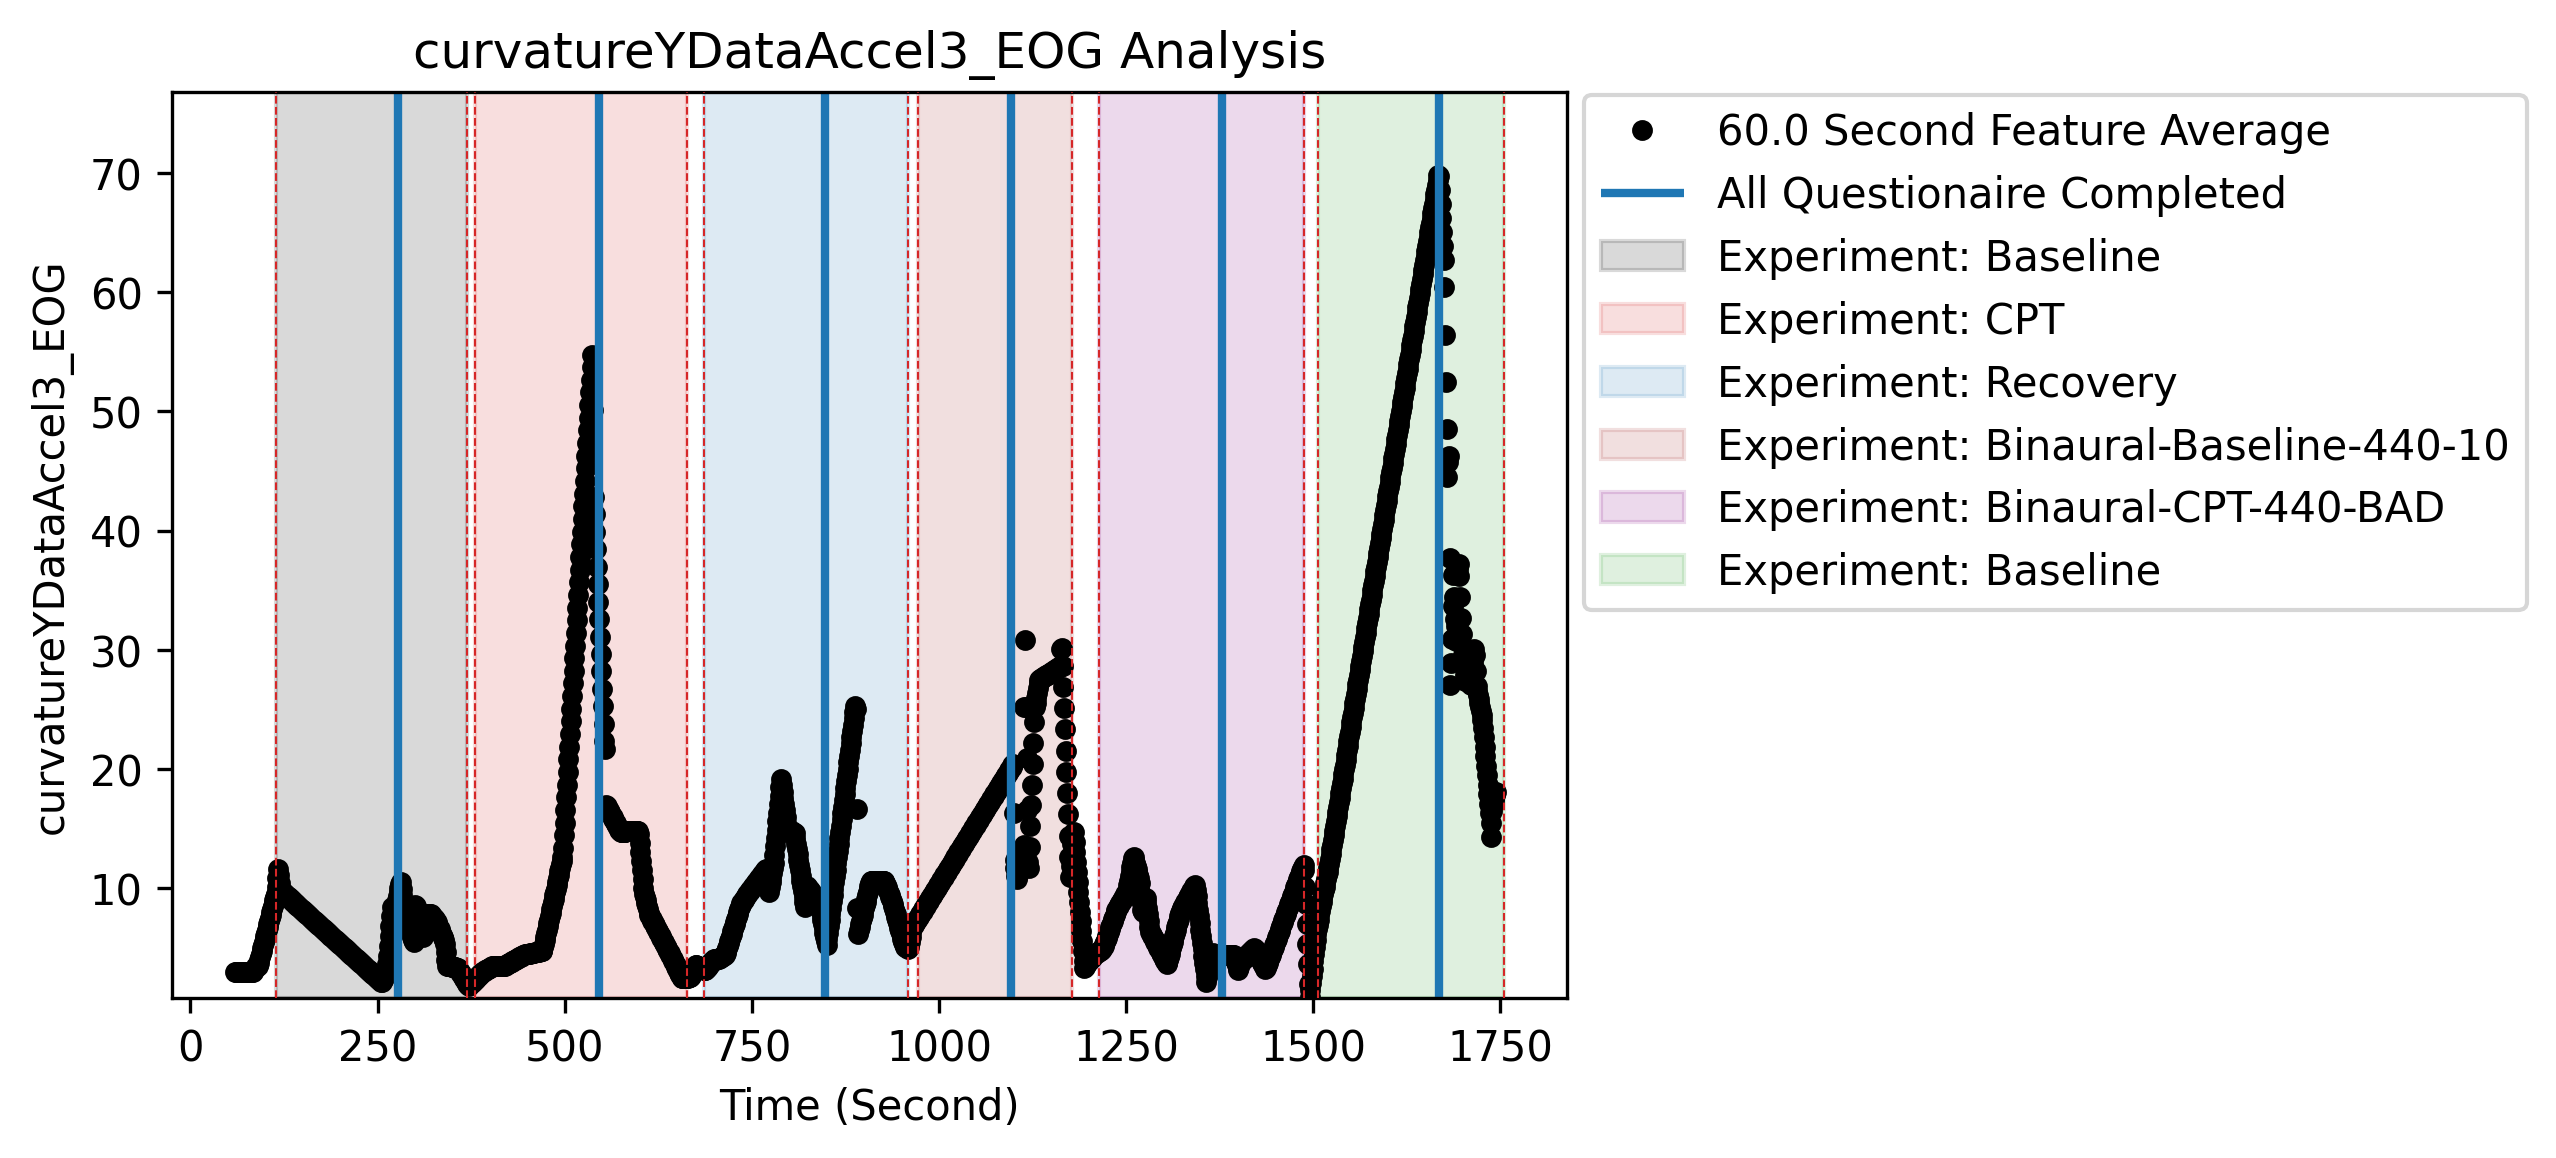 curvatureYDataAccel3_EOG Analysis
curvatureYDataAccel3_EOG
70
60
50
40
30
20
10
0
250
500
750
1000
1250
1500
1750
Time (Second)
60.0 Second Feature Average
All Questionaire Completed
Experiment: Baseline
Experiment: CPT
Experiment: Recovery
Experiment: Binaural-Baseline-440-10
Experiment: Binaural-CPT-440-BAD
Experiment: Baseline